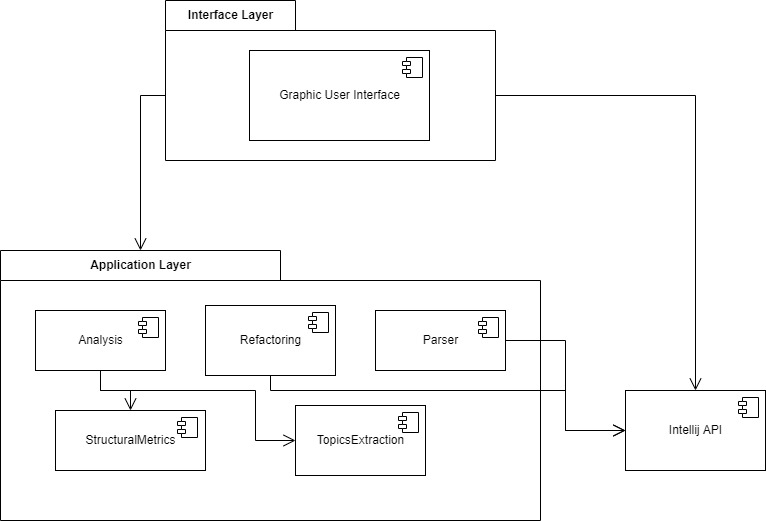 Interface Layer
Graphic User Interface
Application Layer
Analysis
Refactoring
Parser
StructuralMetrics
TopicsExtraction
Intellij API